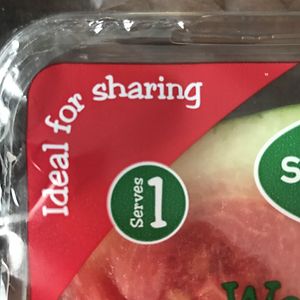 Ideal for sharing
Serves 1
S
W